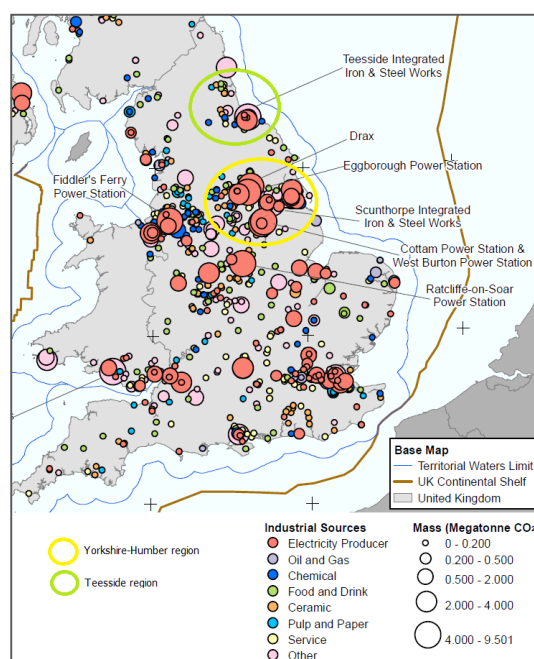 Teesside Integrated
Iron & Steel Works
Drax
Eggborough Power Station
Fiddler's Ferry
Power Station
Scunthorpe Integrated
Iron & Steel Works
Cottam Power Station &
West Burton Power Station
Ratcliffe-on-Soar
Power Station
Base Map
Territorial Waters Limit
UK Continental Shelf
United Kingdom
Yorkshire-Humber region
Teesside region
Industrial Sources
Electricity Producer
Oil and Gas
Chemical
Food and Drink
Ceramic
Pulp and Paper
Service
Other
Mass (Megatonne CO₂
0 - 0.200
0.200 - 0.500
0.500 - 2.000
2.000 - 4.000
4.000 - 9.501